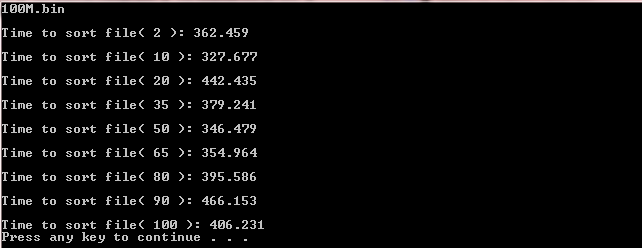 100M.bin
Time to sort file( 2 ): 362.459
Time to sort file( 10 ): 327.677
Time to sort file( 20 ): 442.435
Time to sort file( 35 ): 379.241
Time to sort file( 50 ): 346.479
Time to sort file( 65 ): 354.964
Time to sort file( 80 ): 395.586
Time to sort file( 90 ): 466.153
Time to sort file( 100 ): 406.231
Press any key to continue . . .